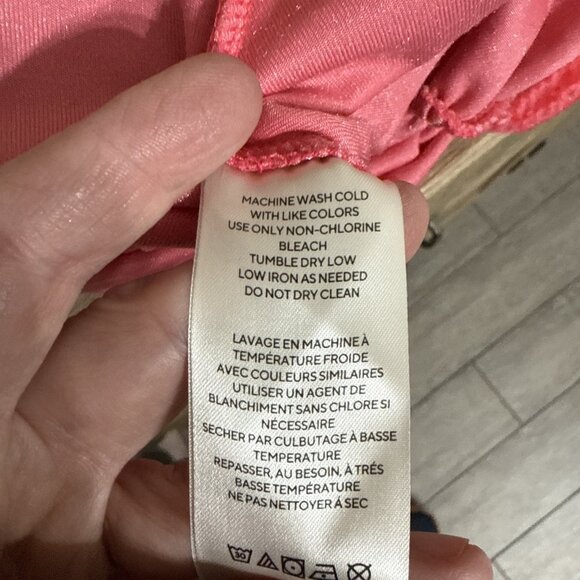 MACHINE WASH COLD
WITH LIKE COLORS
USE ONLY NON-CHLORINE
BLEACH
TUMBLE DRY LOW
LOW IRON AS NEEDED
DO NOT DRY CLEAN
LAVAGE EN MACHINE À
TEMPÉRATURE FROIDE
AVEC COULEURS SIMILAIRES
UTILISER UN AGENT DE
BLANCHIMENT SANS CHLORE SI
NÉCESSAIRE
SECHER PAR CULBUTAGE À BASSE
TEMPERATURE
REPASSER, AU BESOIN, À TRÉS
BASSE TEMPÉRATURE
NE PAS NETTOYER Á SEC
30